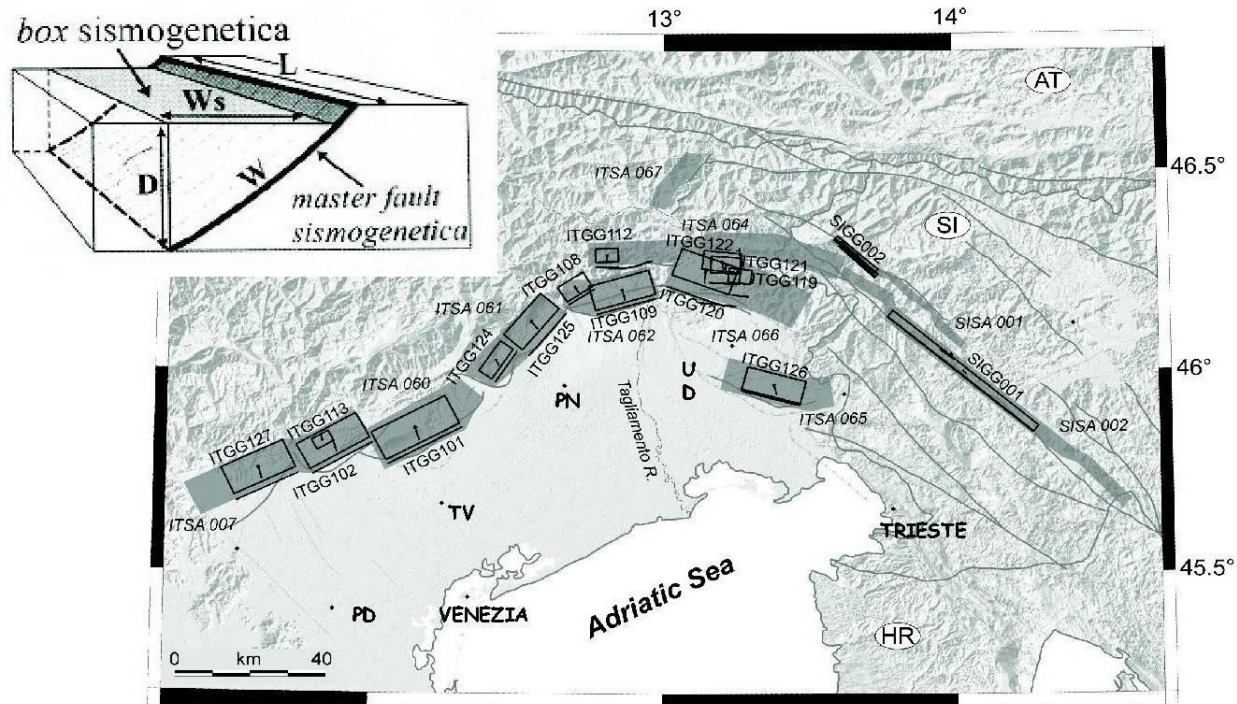 box sismogenetica
L
Ws
D
W
master fault
sismogenetica
13°
14°
AT
46.5°
ITSA 067
SI
ITSA 064
SIGG002
ITGG112
ITGG122
ITGG121
ITGG119
ITGG108
ITSA 061
ITGG109
ITGG120
SISA 001
ITGG124
ITGG125
ITSA 062
ITSA 066
SIGG001
46°
ITSA 060
PN
U
D
ITGG126
ITSA 065
SISA 002
ITGG127
ITGG113
ITGG102
ITGG101
Tagliamento R.
ITSA 007
TV
TRIESTE
45.5°
Adriatic Sea
PD
VENEZIA
HR
0 km 40